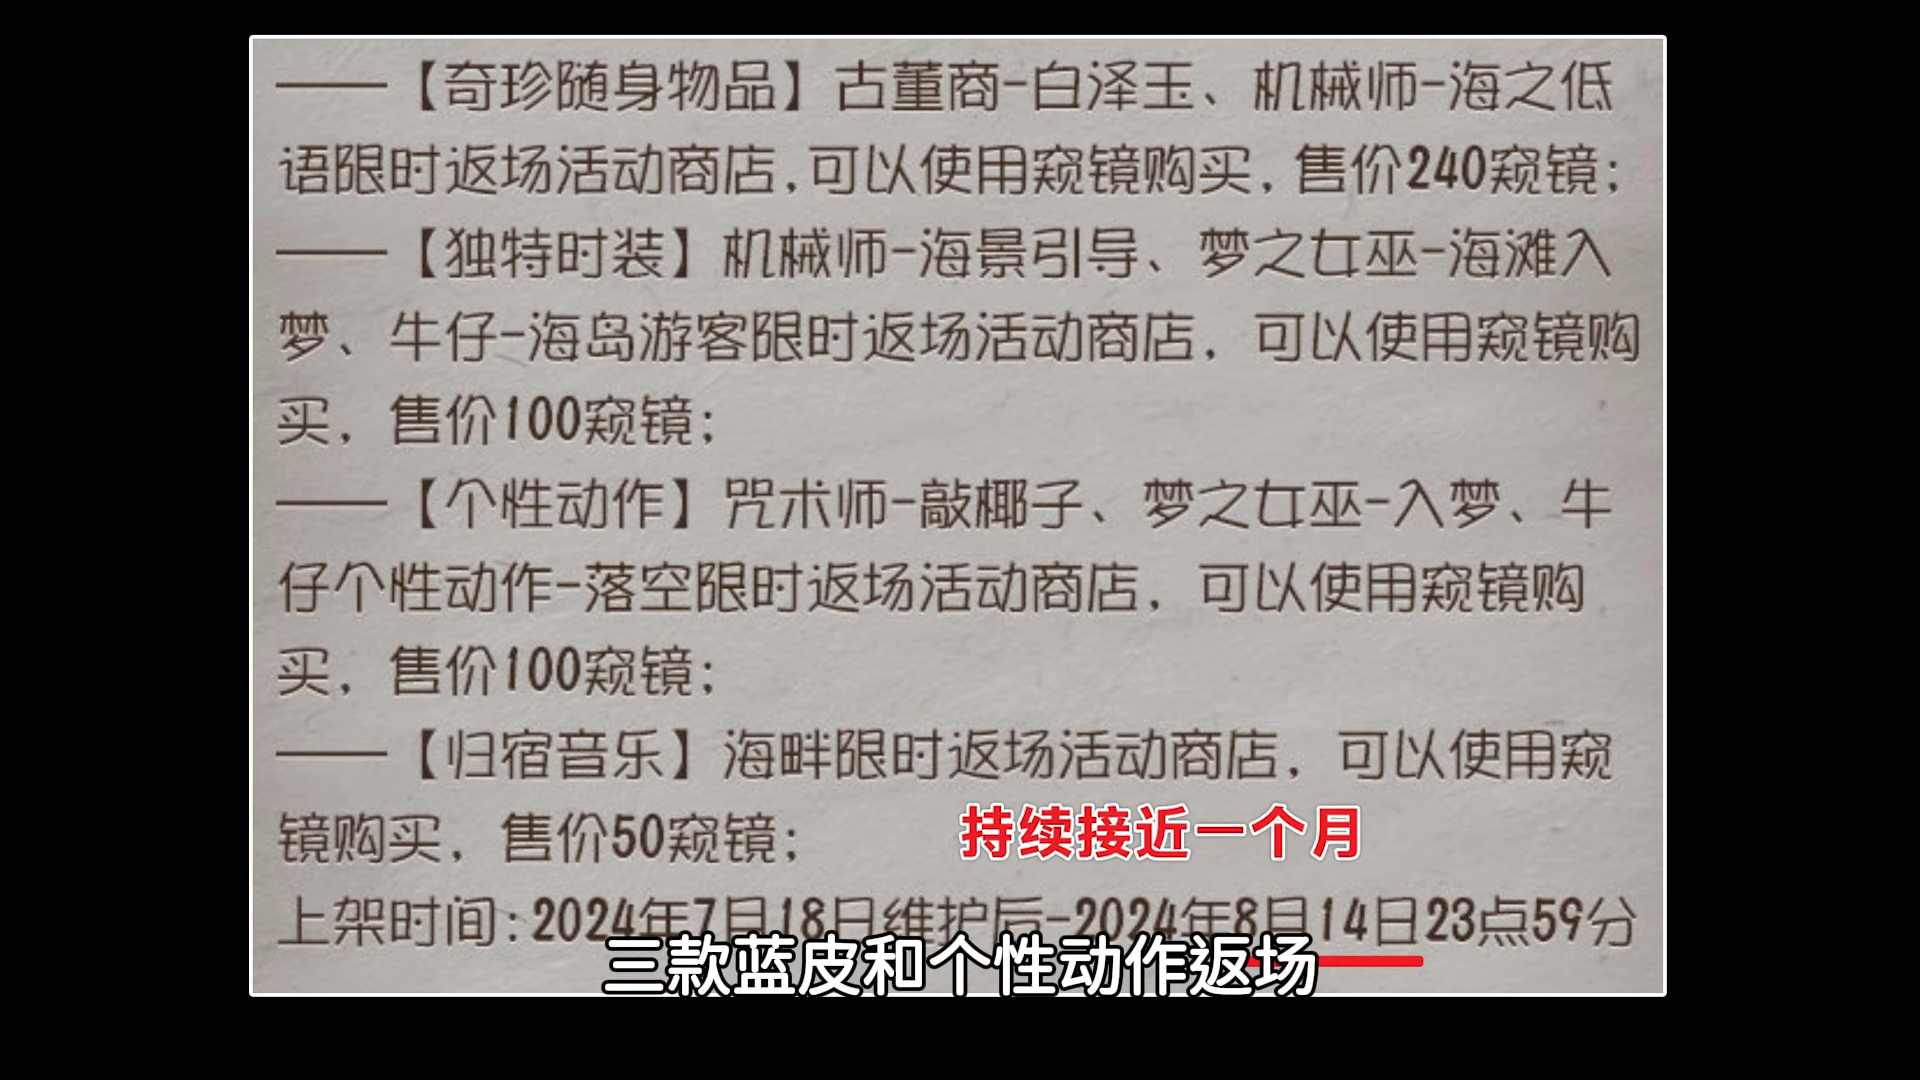 ——【奇珍随身物品】古董商-白泽玉、机械师-海之低
语限时返场活动商店,可以使用窥镜购买,售价240窥镜;
——【独特时装】机械师-海景引导、梦之女巫-海滩入
梦、牛仔-海岛游客限时返场活动商店，可以使用窥镜购
买，售价100窥镜;
——【个性动作】咒术师-敲椰子、梦之女巫-入梦、牛
仔个性动作-落空限时返场活动商店，可以使用窥镜购
买，售价100窥镜;
——【归宿音乐】海畔限时返场活动商店，可以使用窥
镜购买，售价50窥镜;
持续接近一个月
上架时间:2024年7月18日维护后-2024年8月14日23点59分
三款蓝皮和个性动作返场